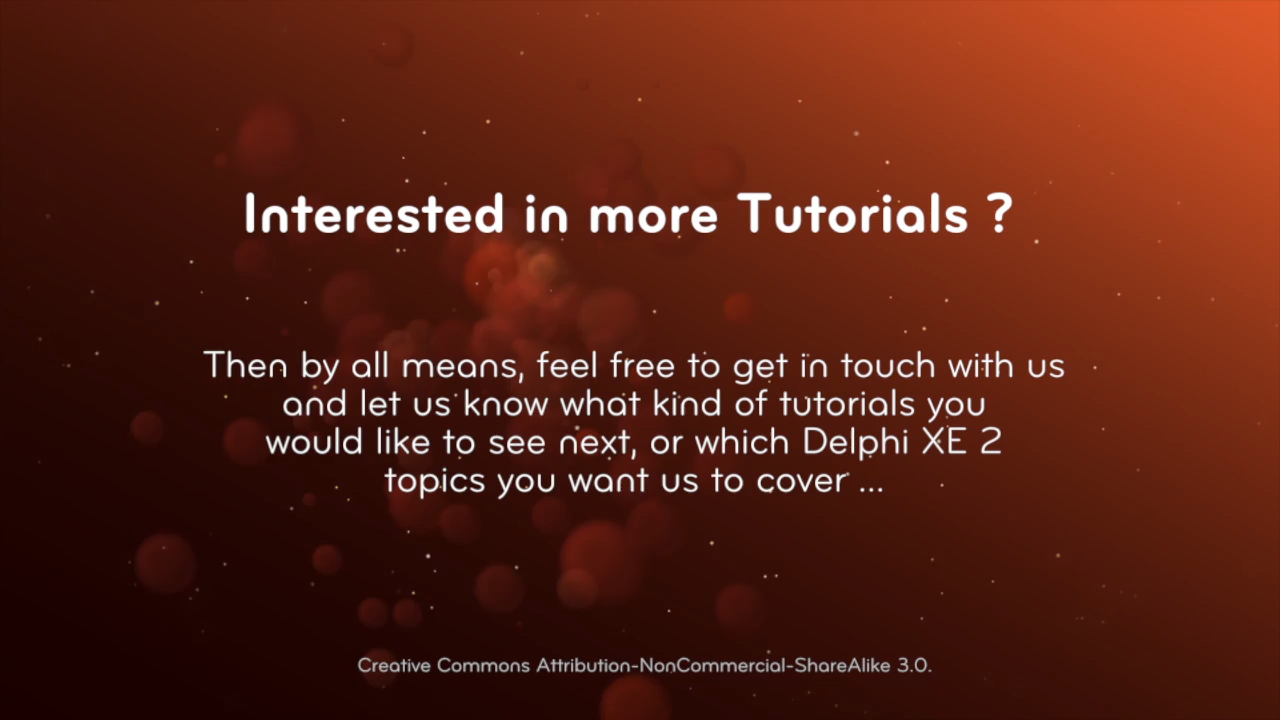 Interested in more Tutorials ?
Then by all means, feel free to get in touch with us
and let us know what kind of tutorials you
would like to see next, or which Delphi XE 2
topics you want us to cover ...
Creative Commons Attribution-NonCommercial-ShareAlike 3.0.